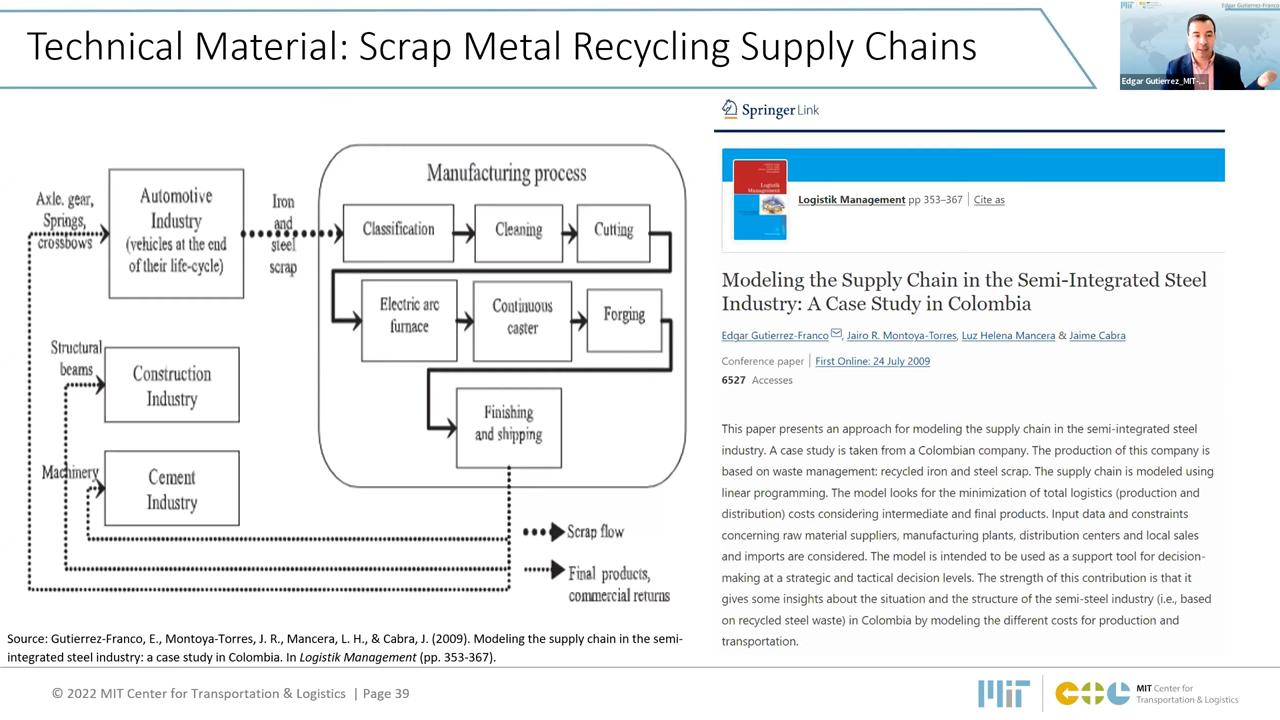 Technical Material: Scrap Metal Recycling Supply Chains
MIT
Edgar Gutierrez-Franco
Edgar Gutierrez_MIT-...
Axle. gear,
Springs,
crossbows
Automotive
Industry
(vehicles at the end
of their life-cycle)
Iron
and
steel
scrap
Manufacturing process
Classification
Cleaning
Cutting
Electric arc
furnace
Continuous
caster
Forging
Structural
beams
Construction
Industry
Finishing
and shipping
Machinery
Cement
Industry
Scrap flow
Final products,
commercial returns
Source: Gutierrez-Franco, E., Montoya-Torres, J. R., Mancera, L. H., & Cabra, J. (2009). Modeling the supply chain in the semi-
integrated steel industry: a case study in Colombia. In Logistik Management (pp. 353-367).
Springer Link
Logistik
Management
Logistik Management pp 353–367 | Cite as
Modeling the Supply Chain in the Semi-Integrated Steel
Industry: A Case Study in Colombia
Edgar Gutierrez-Franco, Jairo R. Montoya-Torres, Luz Helena Mancera & Jaime Cabra
Conference paper | First Online: 24 July 2009
6527 Accesses
This paper presents an approach for modeling the supply chain in the semi-integrated steel
industry. A case study is taken from a Colombian company. The production of this company is
based on waste management: recycled iron and steel scrap. The supply chain is modeled using
linear programming. The model looks for the minimization of total logistics (production and
distribution) costs considering intermediate and final products. Input data and constraints
concerning raw material suppliers, manufacturing plants, distribution centers and local sales
and imports are considered. The model is intended to be used as a support tool for decision-
making at a strategic and tactical decision levels. The strength of this contribution is that it
gives some insights about the situation and the structure of the semi-steel industry (i.e., based
on recycled steel waste) in Colombia by modeling the different costs for production and
transportation.
© 2022 MIT Center for Transportation & Logistics | Page 39
MIT
CTL
MIT Center for
Transportation & Logistics